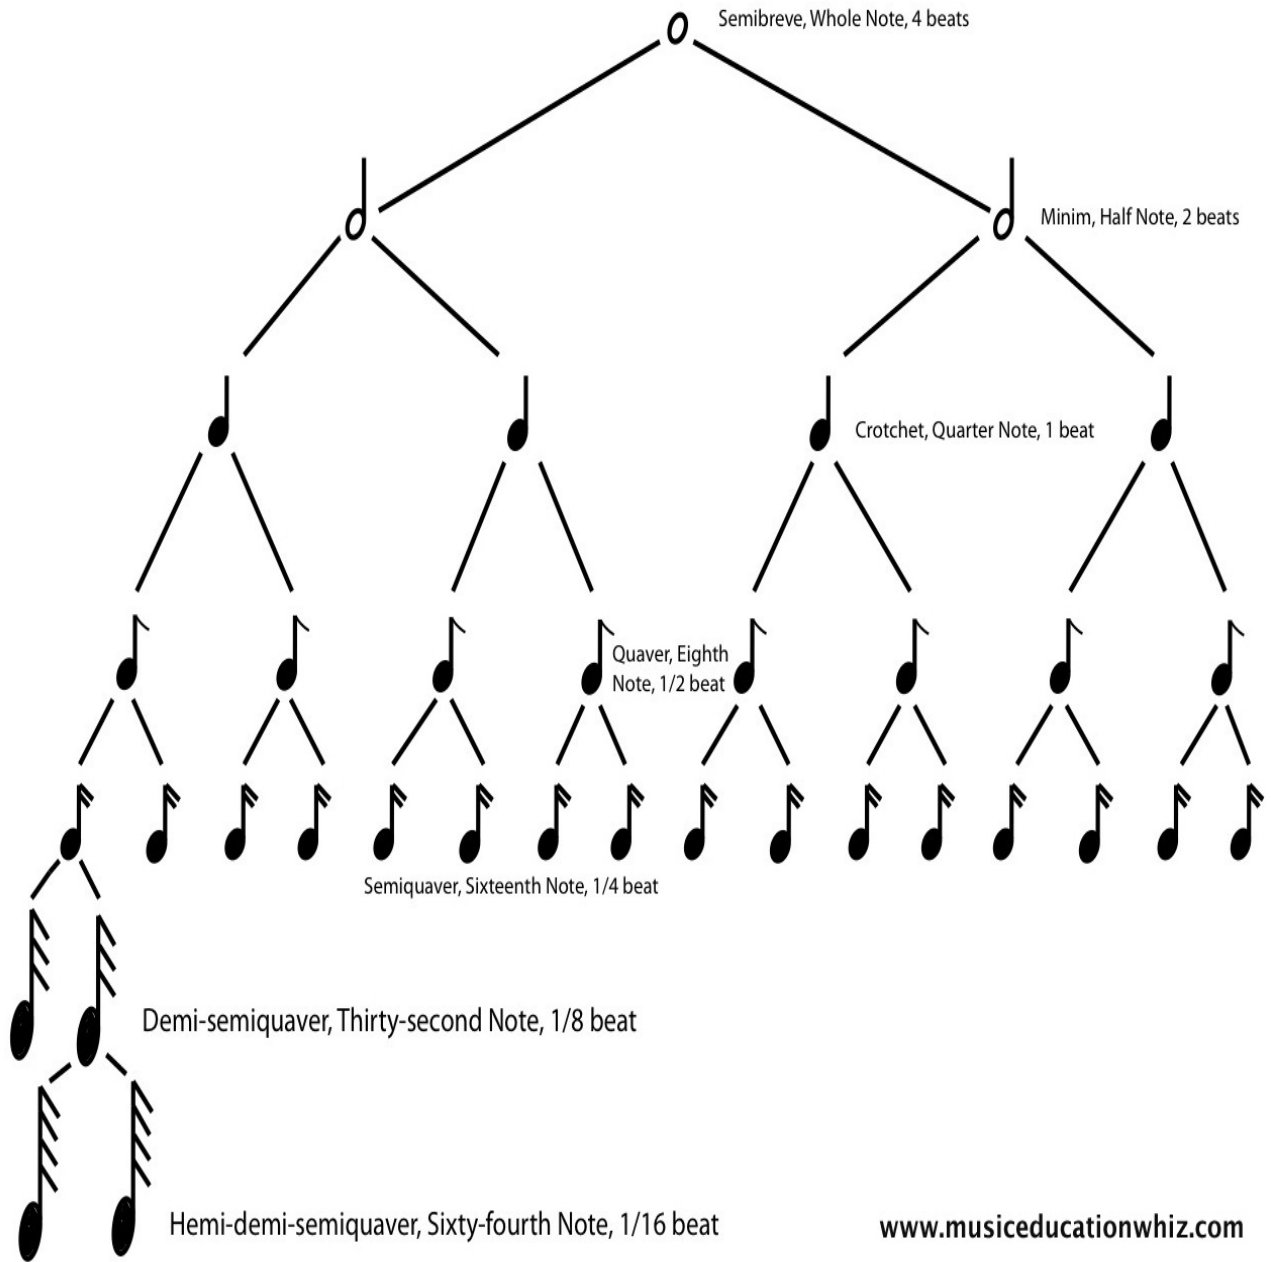 Semibreve, Whole Note, 4 beats
Minim, Half Note, 2 beats
Crotchet, Quarter Note, 1 beat
Quaver, Eighth
Note, 1/2 beat
Semiquaver, Sixteenth Note, 1/4 beat
Demi-semiquaver, Thirty-second Note, 1/8 beat
Hemi-demi-semiquaver, Sixty-fourth Note, 1/16 beat
www.musiceducationwhiz.com